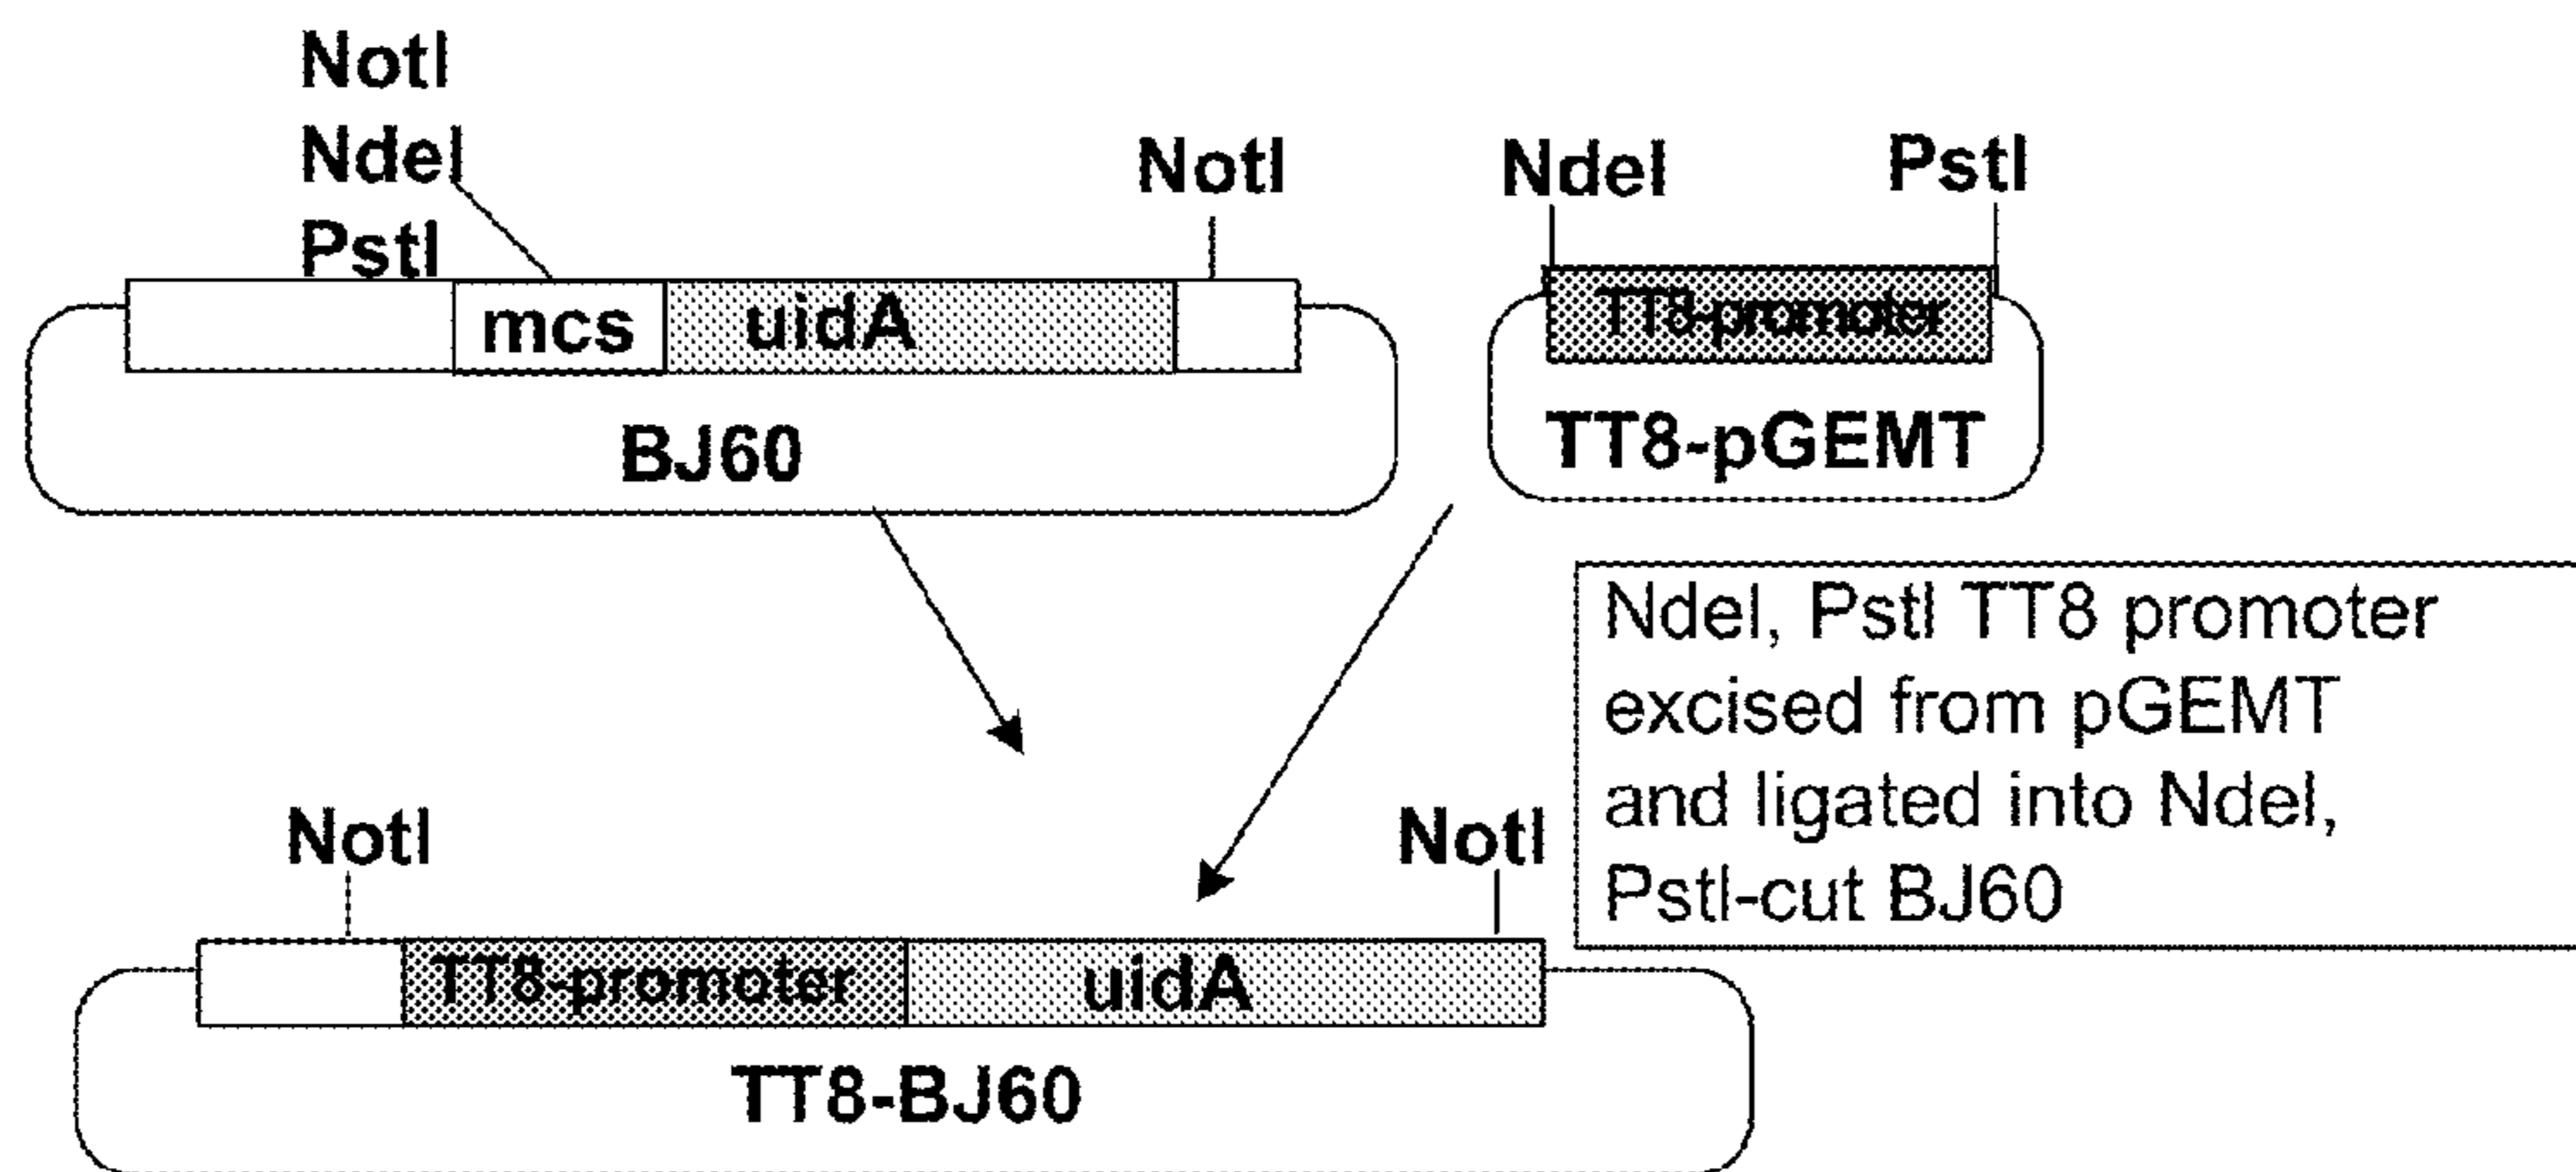 NotI
NdeI
PstI
NotI
NdeI
PstI
mcs
uidA
TT8-promoter
BJ60
TT8-pGEMT
NdeI, PstI TT8 promoter
excised from pGEMT
and ligated into NdeI,
PstI-cut BJ60
NotI
NotI
TT8-promoter
uidA
TT8-BJ60